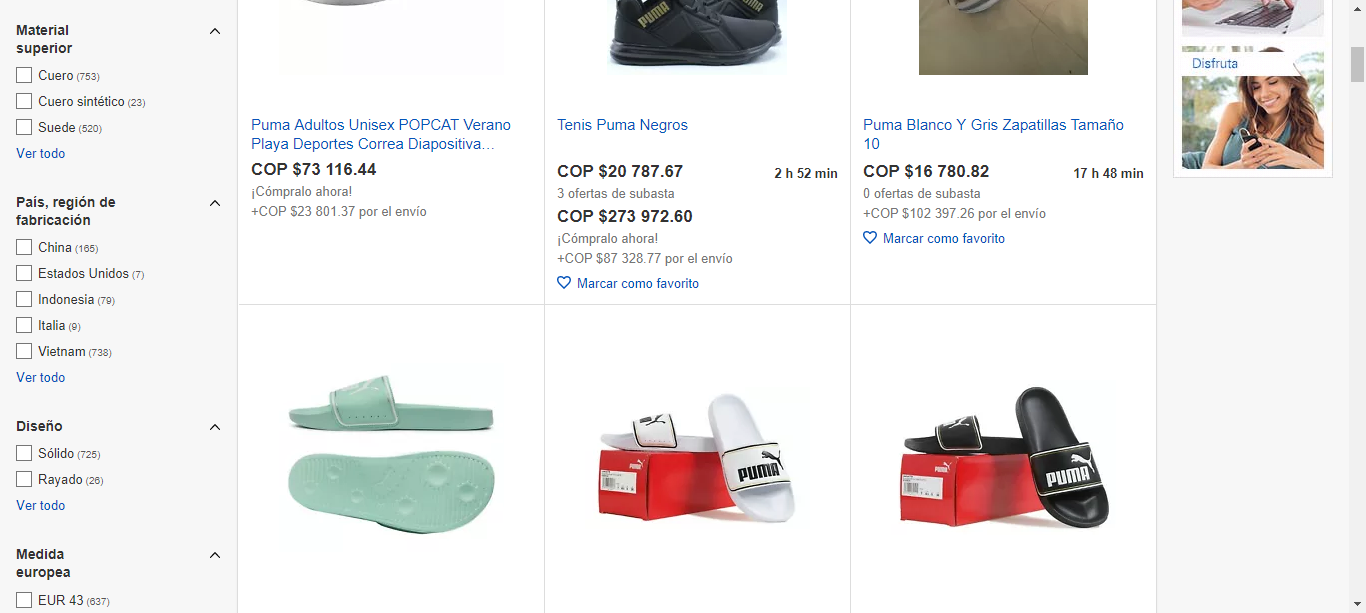 Material
superior
Cuero (753)
Cuero sintético (23)
Suede (520)
Ver todo
País, región de
fabricación
China (165)
Estados Unidos (7)
Indonesia (79)
Italia (9)
Vietnam (738)
Ver todo
Diseño
Sólido (725)
Rayado (26)
Ver todo
Medida
europea
EUR 43 (637)
Puma Adultos Unisex POPCAT Verano
Playa Deportes Correa Diapositiva...
COP $73 116.44
¡Cómpralo ahora!
+COP $23 801.37 por el envío
PUMA
PUMA
Tenis Puma Negros
COP $20 787.67
2 h 52 min
3 ofertas de subasta
COP $273 972.60
¡Cómpralo ahora!
+COP $87 328.77 por el envío
Marcar como favorito
Puma Blanco Y Gris Zapatillas Tamaño
10
COP $16 780.82
17 h 48 min
0 ofertas de subasta
+COP $102 397.26 por el envío
Marcar como favorito
PUMA
PUMA
Disfruta